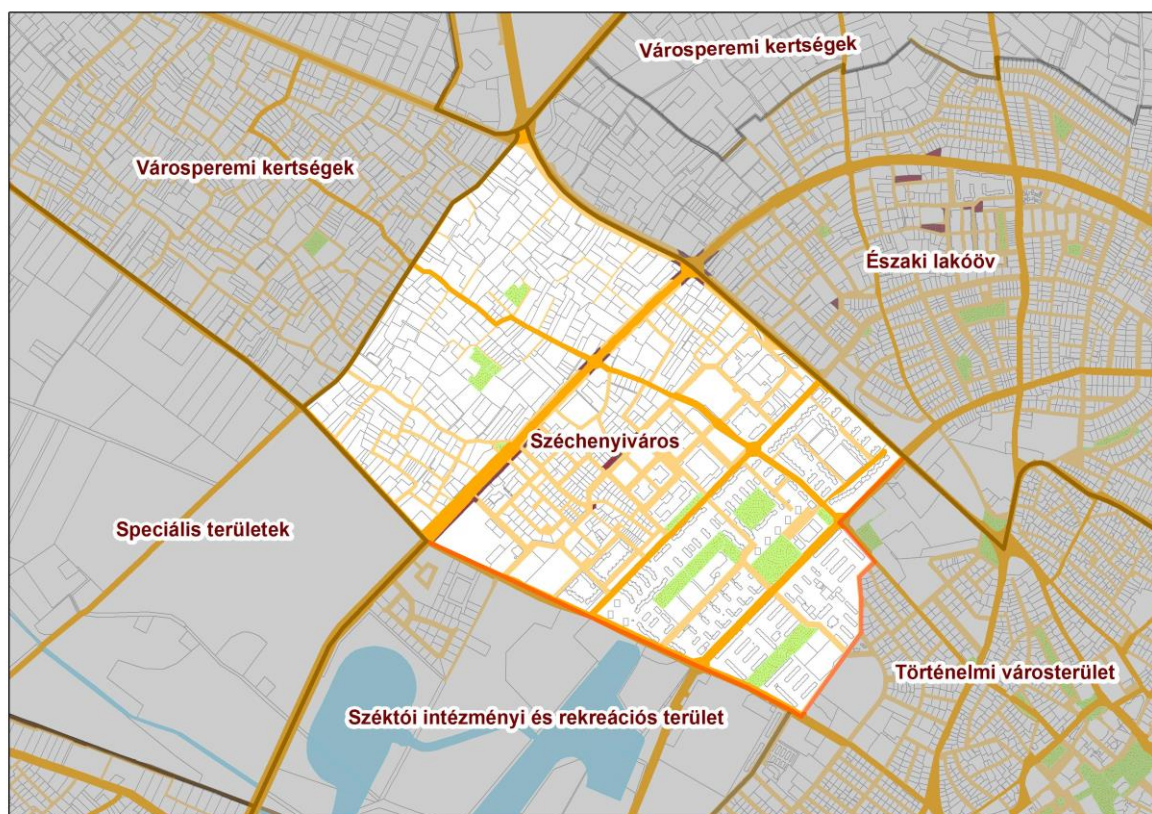 Városperemi kertségek
Városperemi kertségek
Északi lakóöv
Széchenyiváros
Speciális területek
Történelmi városterület
Széktói intézményi és rekreációs terület